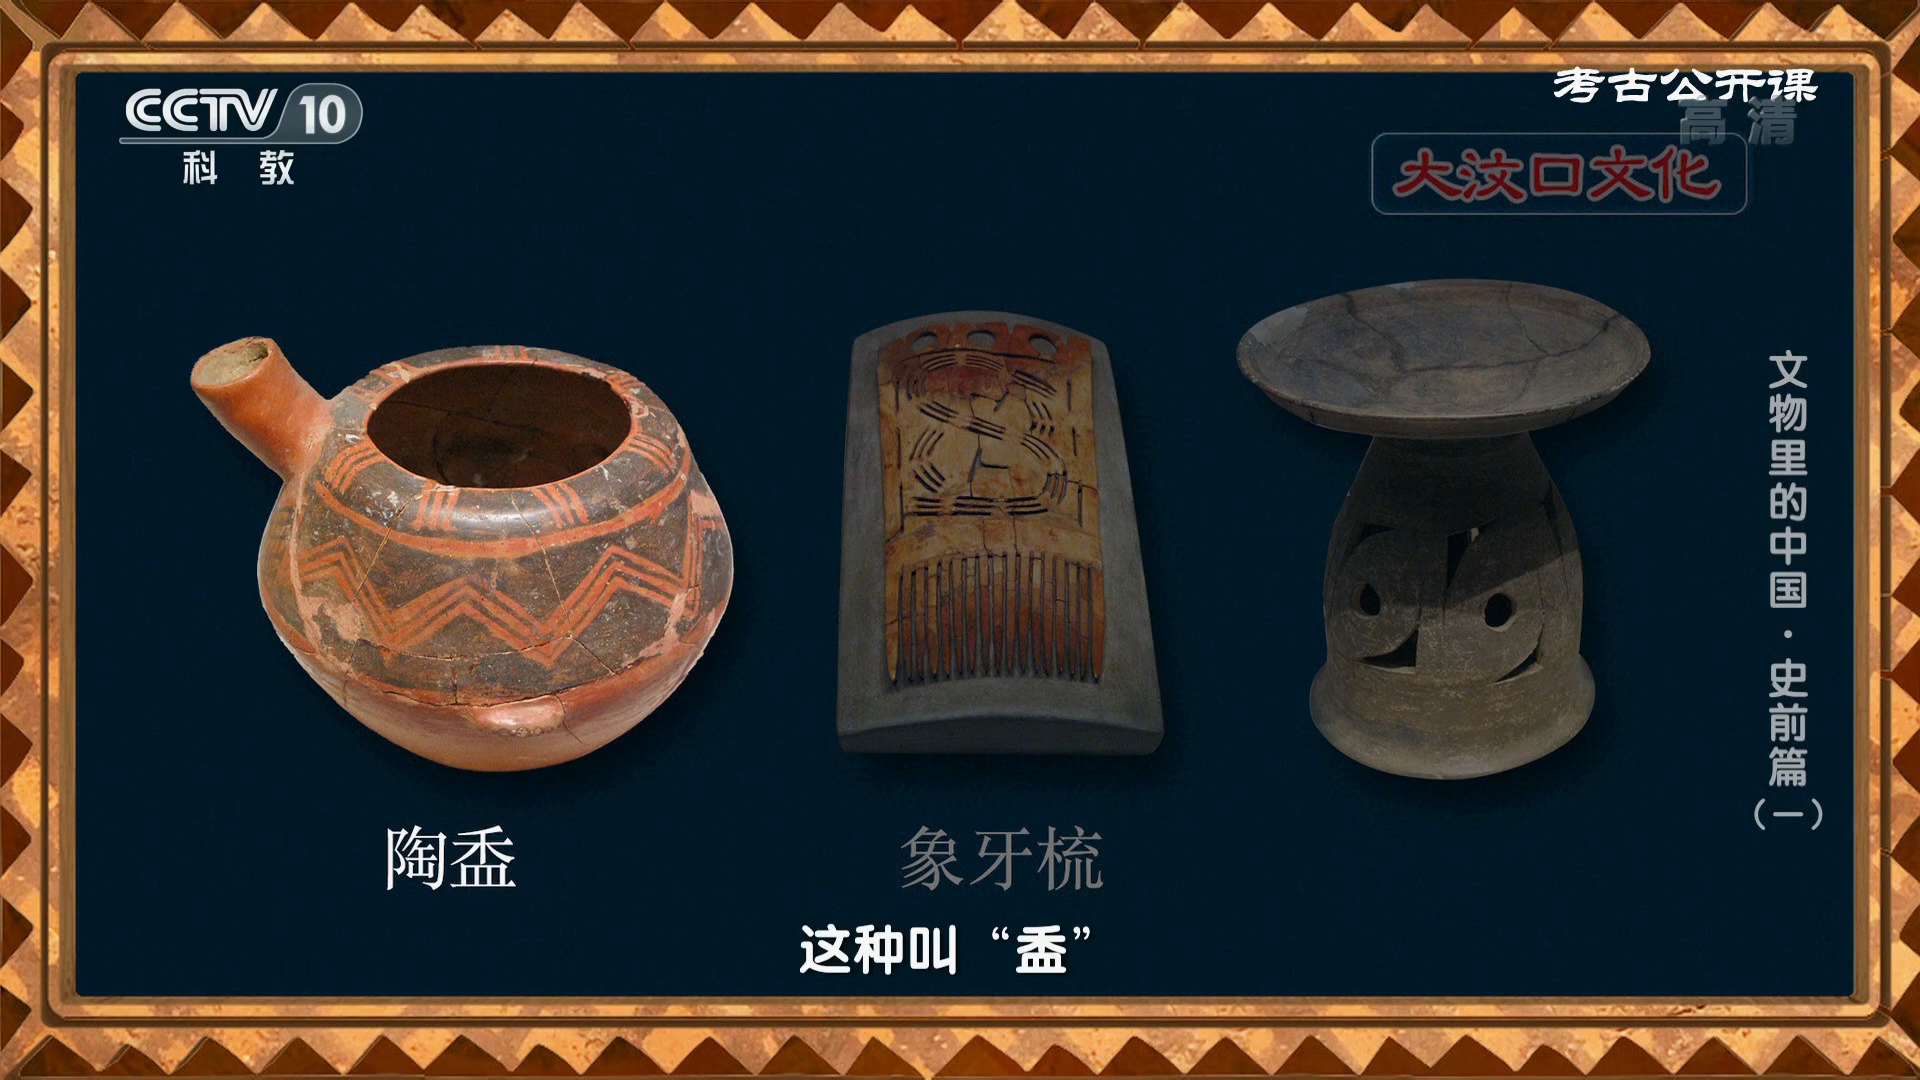 CCTV 10
科教
考古公开课
高清
大汶口文化
文物里的中国·史前篇(一)
陶盉
象牙梳
这种叫“盉”